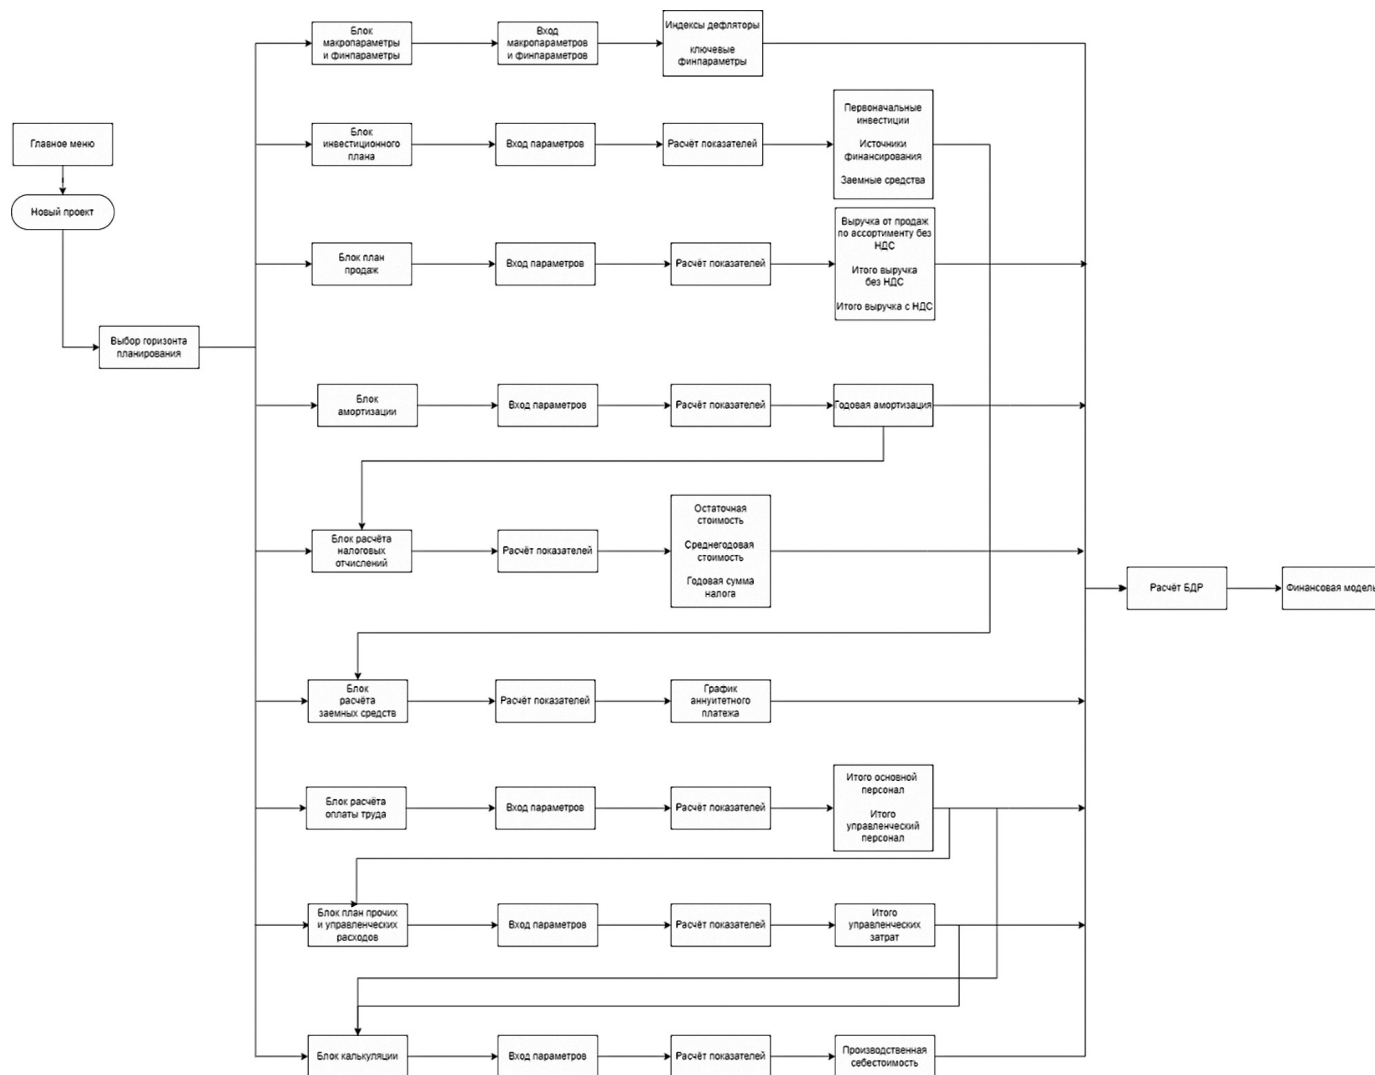 Блок
макропараметры
и финпараметры
Вход
макропараметров
и финпараметров
Индексы дефляторы
ключевые
финпараметры
Главное меню
Новый проект
Выбор горизонта
планирования
Блок
инвестиционного
плана
Вход параметров
Расчёт показателей
Первоначальные
инвестиции
Источники
финансирования
Заемные средства
Блок план
продаж
Вход параметров
Расчёт показателей
Выручка от продаж
по ассортименту без
НДС
Итого выручка
без НДС
Итого выручка с НДС
Блок
амортизации
Вход параметров
Расчёт показателей
Годовая амортизация
Блок расчёта
налоговых
отчислений
Расчёт показателей
Остаточная
стоимость
Среднегодовая
стоимость
Годовая сумма
налога
Расчёт БДР
Финансовая модель
Блок
расчёта
заемных средств
Расчёт показателей
График
аннуитетного
платежа
Блок расчёта
оплаты труда
Вход параметров
Расчёт показателей
Итого основной
персонал
Итого
управленческий
персонал
Блок план прочих
и управленческих
расходов
Вход параметров
Расчёт показателей
Итого
управленческих
затрат
Блок калькуляции
Вход параметров
Расчёт показателей
Производственная
себестоимость